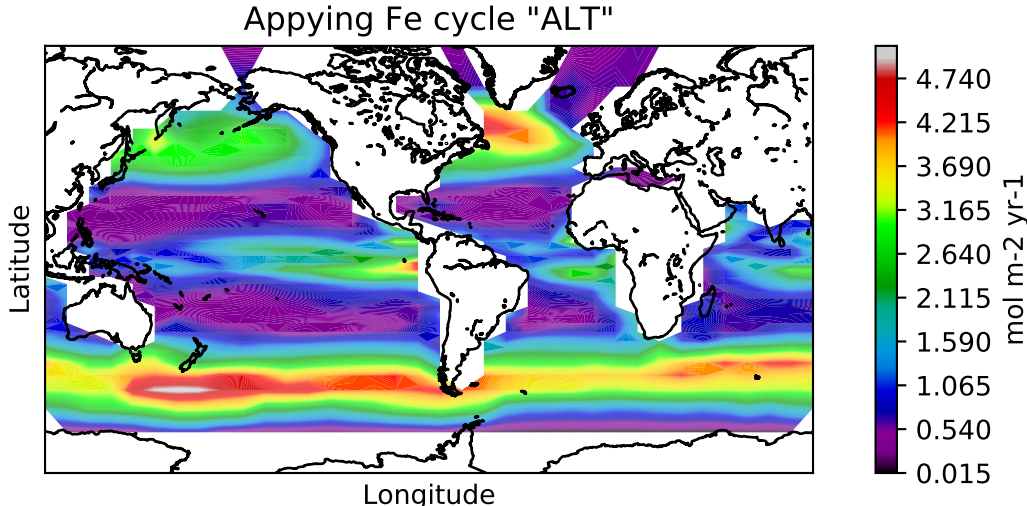 Appying Fe cycle "ALT"
Latitude
Longitude
4.740
4.215
3.690
3.165
2.640
2.115
1.590
1.065
0.540
0.015
mol m-2 yr-1